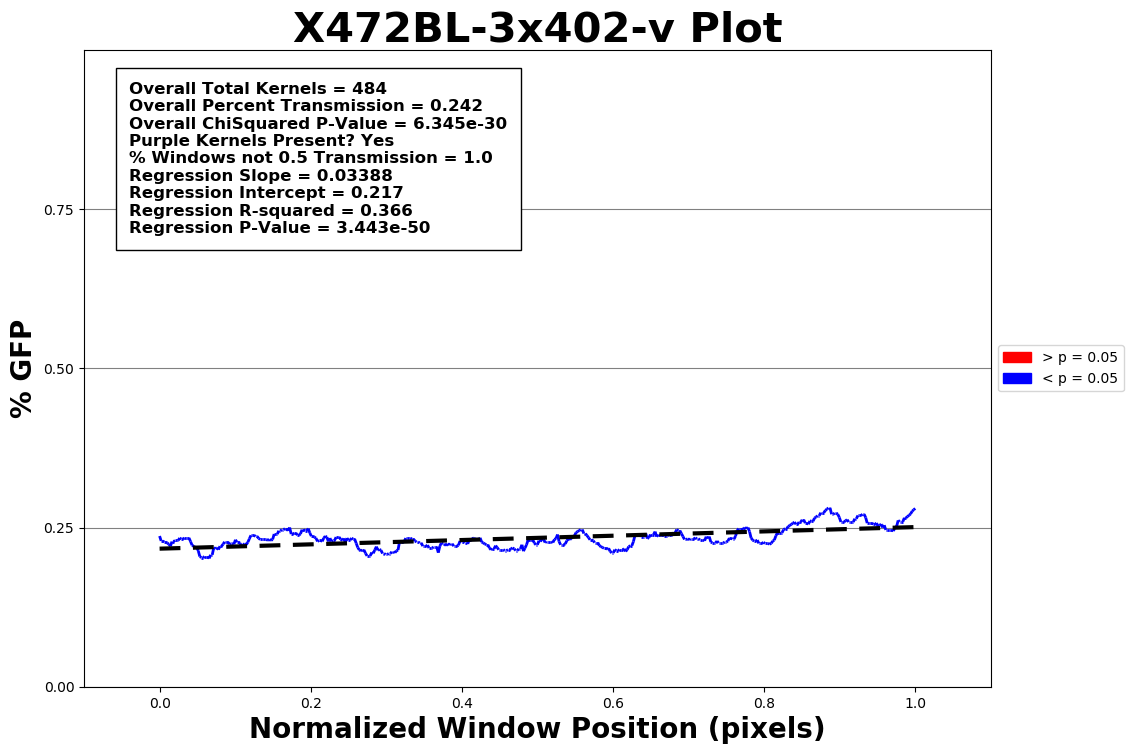 X472BL-3x402-v Plot
Overall Total Kernels = 484
Overall Percent Transmission = 0.242
Overall ChiSquared P-Value = 6.345e-30
Purple Kernels Present? Yes
% Windows not 0.5 Transmission = 1.0
Regression Slope = 0.03388
Regression Intercept = 0.217
Regression R-squared = 0.366
Regression P-Value = 3.443e-50
% GFP
0.75
0.50
0.25
0.00
> p = 0.05
< p = 0.05
0.0 0.2 0.4 0.6 0.8 1.0
Normalized Window Position (pixels)